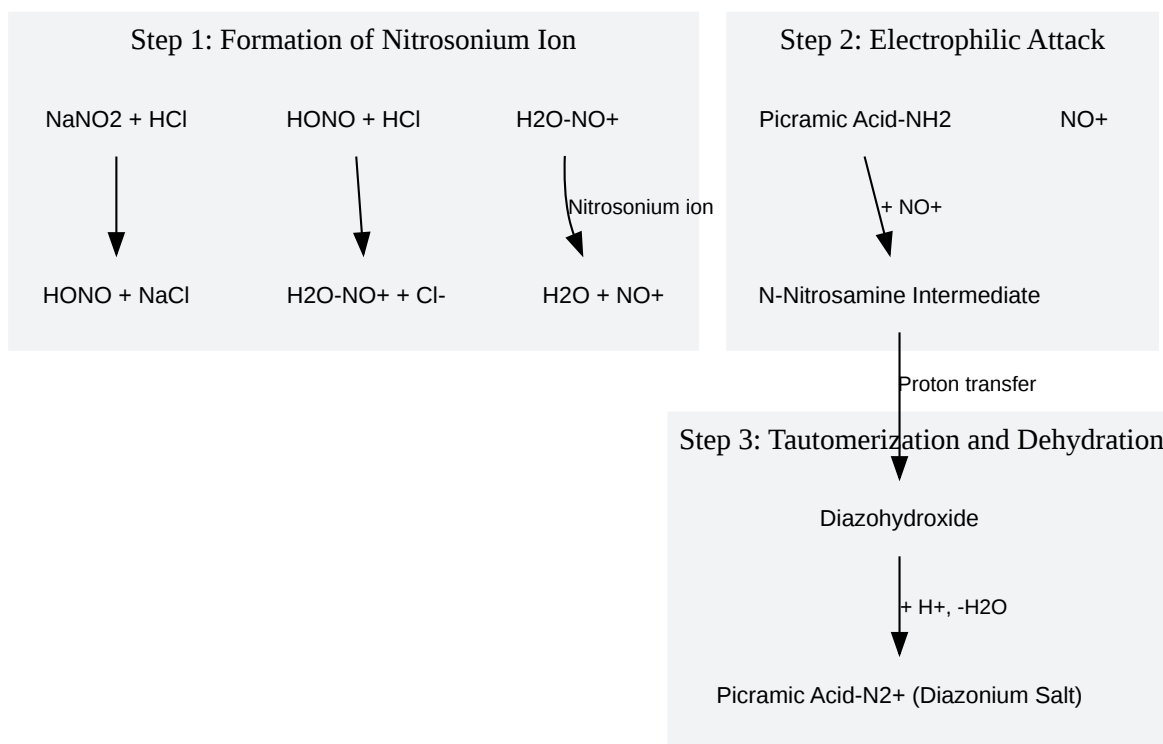 Step 1: Formation of Nitrosonium Ion
NaNO2 + HCl
HONO + HCl
H2O-NO+
Nitrosonium ion
HONO + NaCl
H2O-NO+ + Cl-
H2O + NO+
Step 2: Electrophilic Attack
Picramic Acid-NH2
NO+
+ NO+
N-Nitrosamine Intermediate
Proton transfer
Step 3: Tautomerization and Dehydration
Diazohydroxide
+ H+, -H2O
Picramic Acid-N2+ (Diazonium Salt)